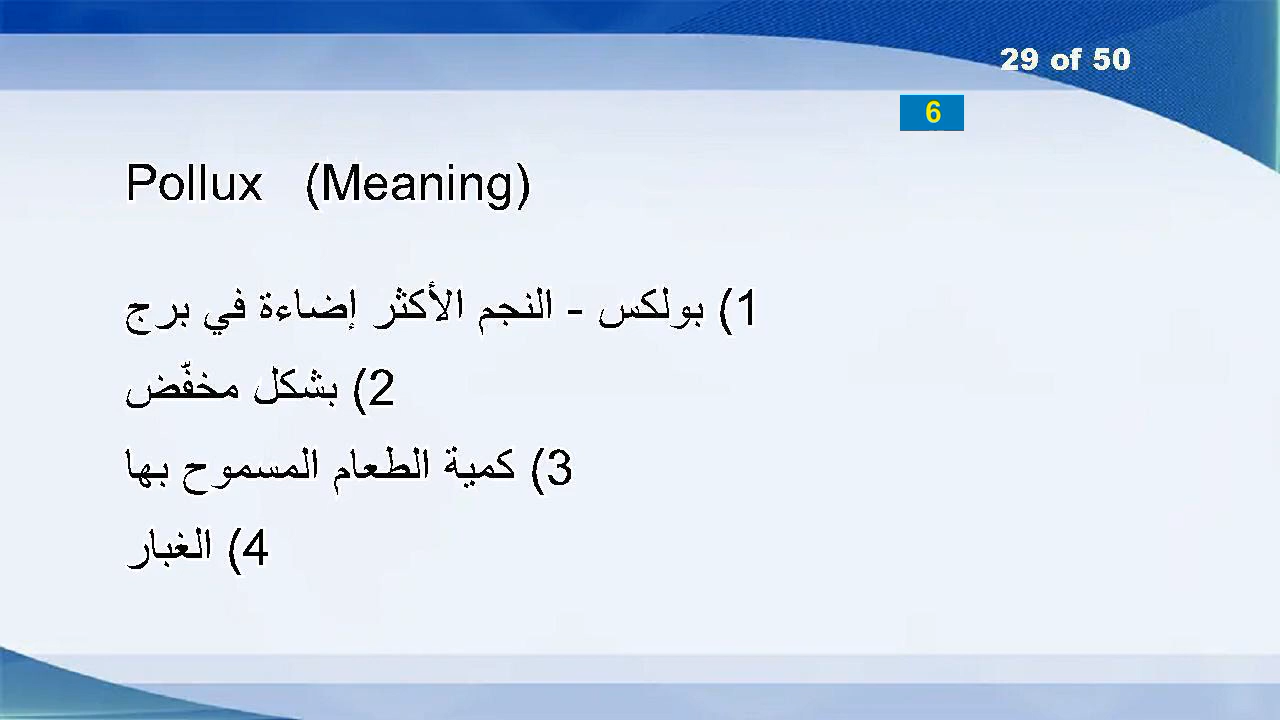 29 of 50
6
Pollux (Meaning)
1) بولكس - النجم الأكثر إضاءة في برج
2) بشكل مخفّض
3) كمية الطعام المسموح بها
4) الغبار